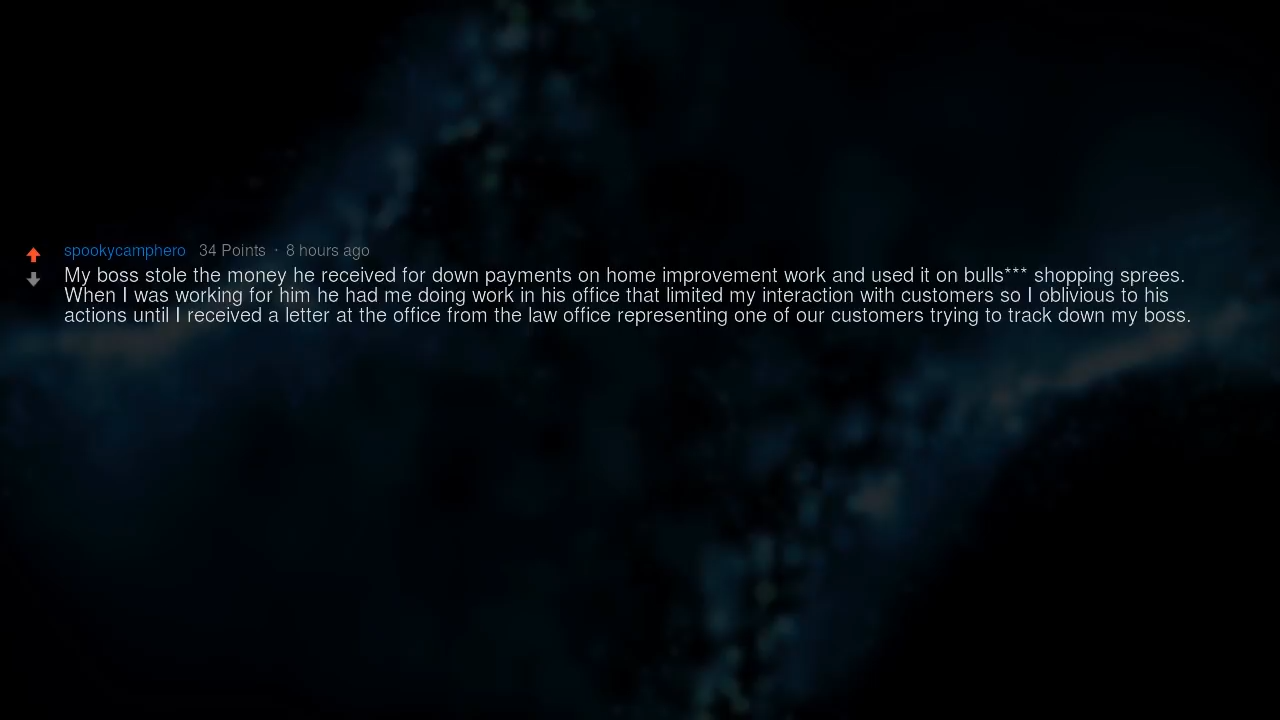 spookycamphero 34 Points · 8 hours ago
My boss stole the money he received for down payments on home improvement work and used it on bulls*** shopping sprees.
When I was working for him he had me doing work in his office that limited my interaction with customers so I oblivious to his
actions until I received a letter at the office from the law office representing one of our customers trying to track down my boss.